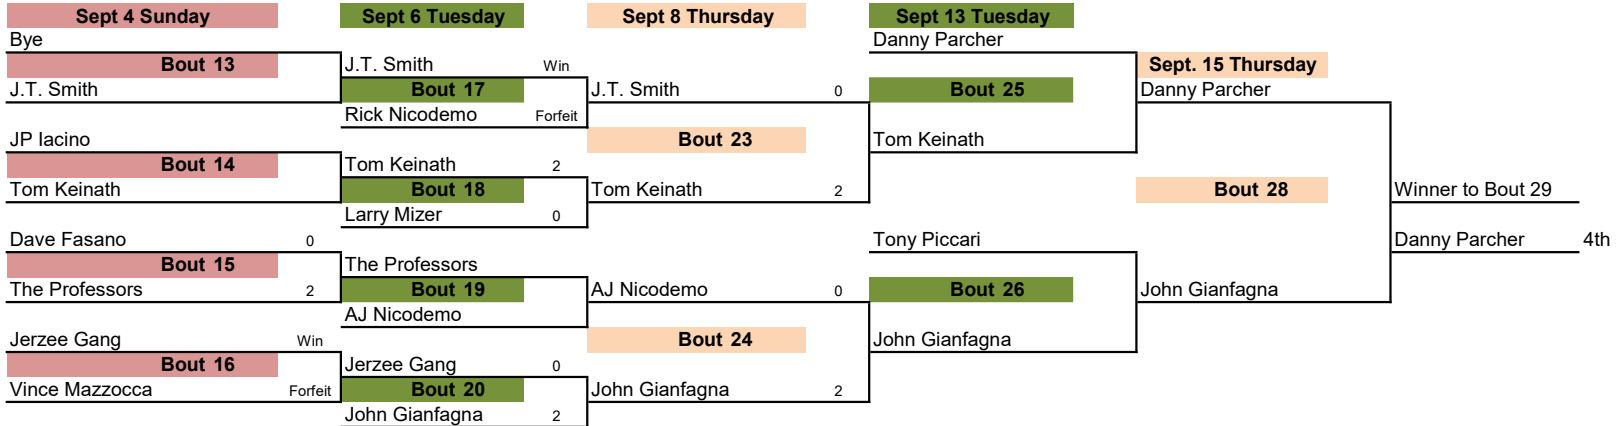 Sept 4 Sunday Sept 6 Tuesday Sept 8 Thursday Sept 13 Tuesday
Bye Danny Parcher
Bout 13 J.T. Smith Win Sept. 15 Thursday
J.T. Smith Bout 17 J.T. Smith 0 Bout 25 Danny Parcher
Rick Nicodemo Forfeit
JP Iacino Bout 23 Tom Keinath
Bout 14 Tom Keinath 2
Tom Keinath Bout 18 Tom Keinath 2 Bout 28 Winner to Bout 29
Larry Mizer 0
Dave Fasano 0 Tony Piccari Danny Parcher 4th
Bout 15 The Professors
The Professors 2 Bout 19 AJ Nicodemo 0 Bout 26 John Gianfagna
AJ Nicodemo
Jerzee Gang Win Bout 24 John Gianfagna
Bout 16 Jerzee Gang 0
Vince Mazzocca Forfeit Bout 20 John Gianfagna 2
John Gianfagna 2